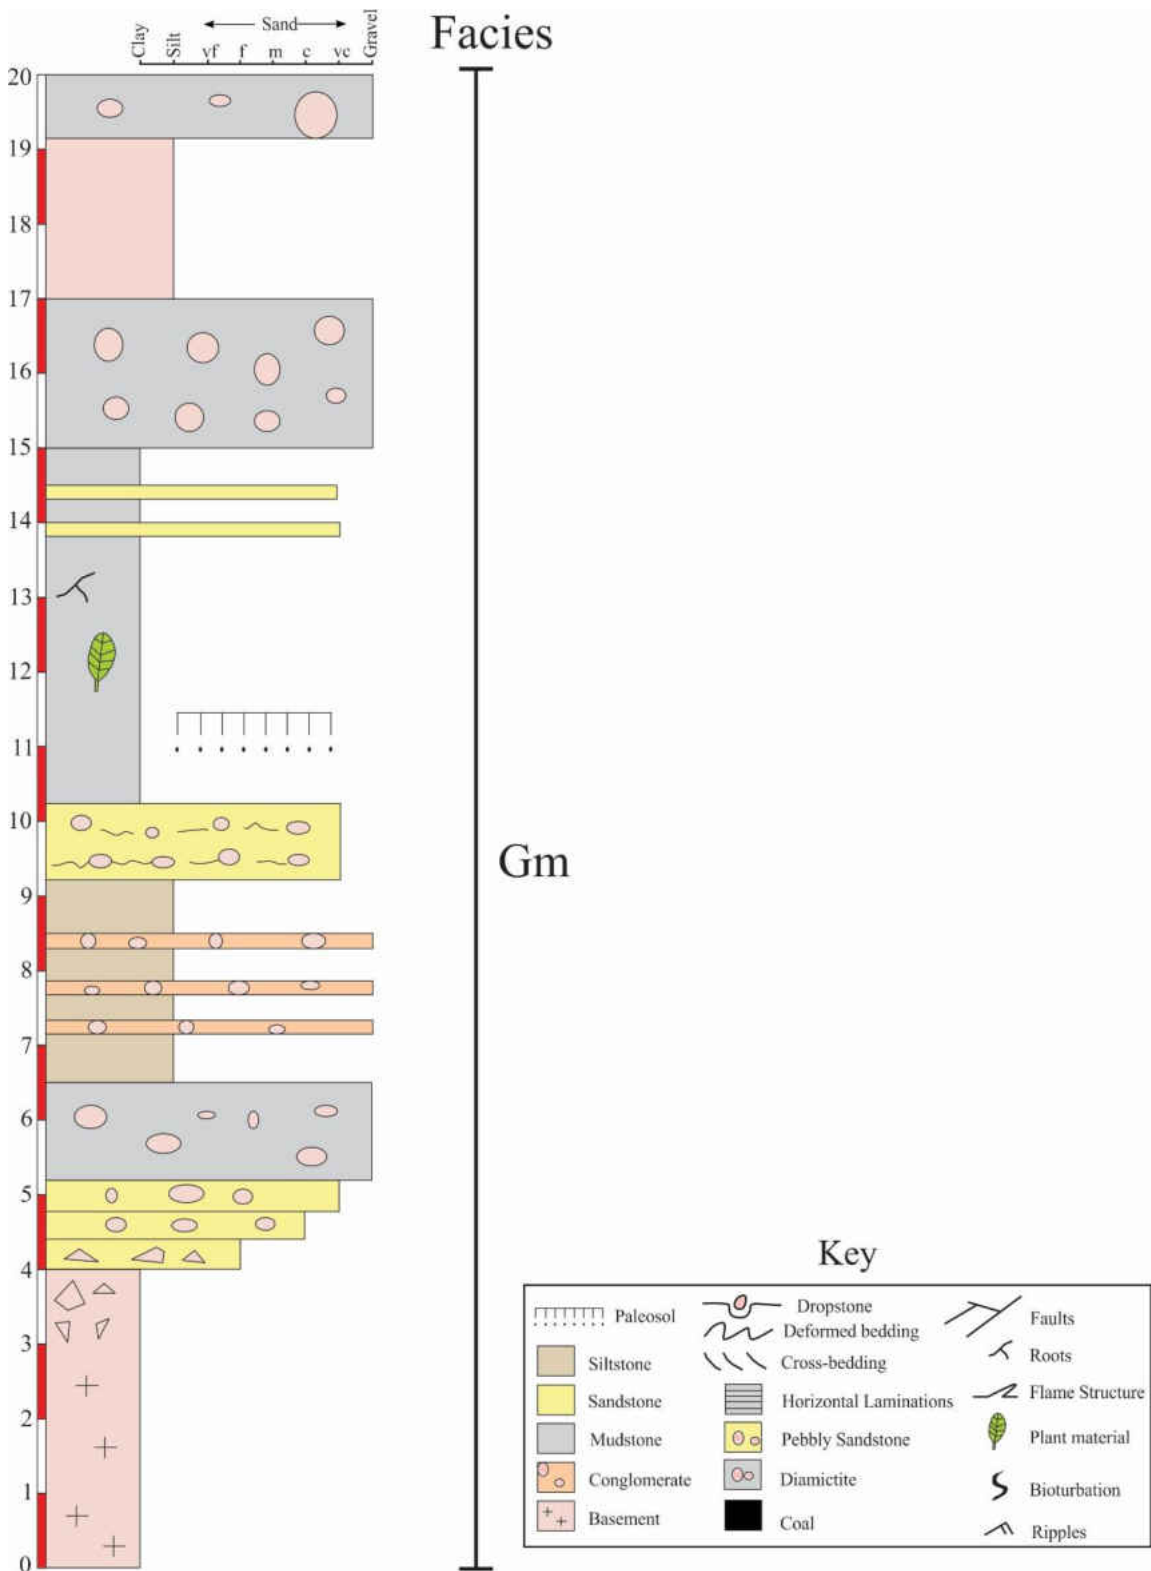 Sand
Facies
Clay
Silt
vf
f
m
c
vc
Gravel
20
19
18
17
16
15
14
13
12
11
10
9
Gm
8
7
6
5
4
3
2
1
0
Key
Paleosol
Siltstone
Sandstone
Mudstone
Conglomerate
Basement
Dropstone
Deformed bedding
Cross-bedding
Horizontal Laminations
Pebbly Sandstone
Diamictite
Coal
Faults
Roots
Flame Structure
Plant material
Bioturbation
Ripples